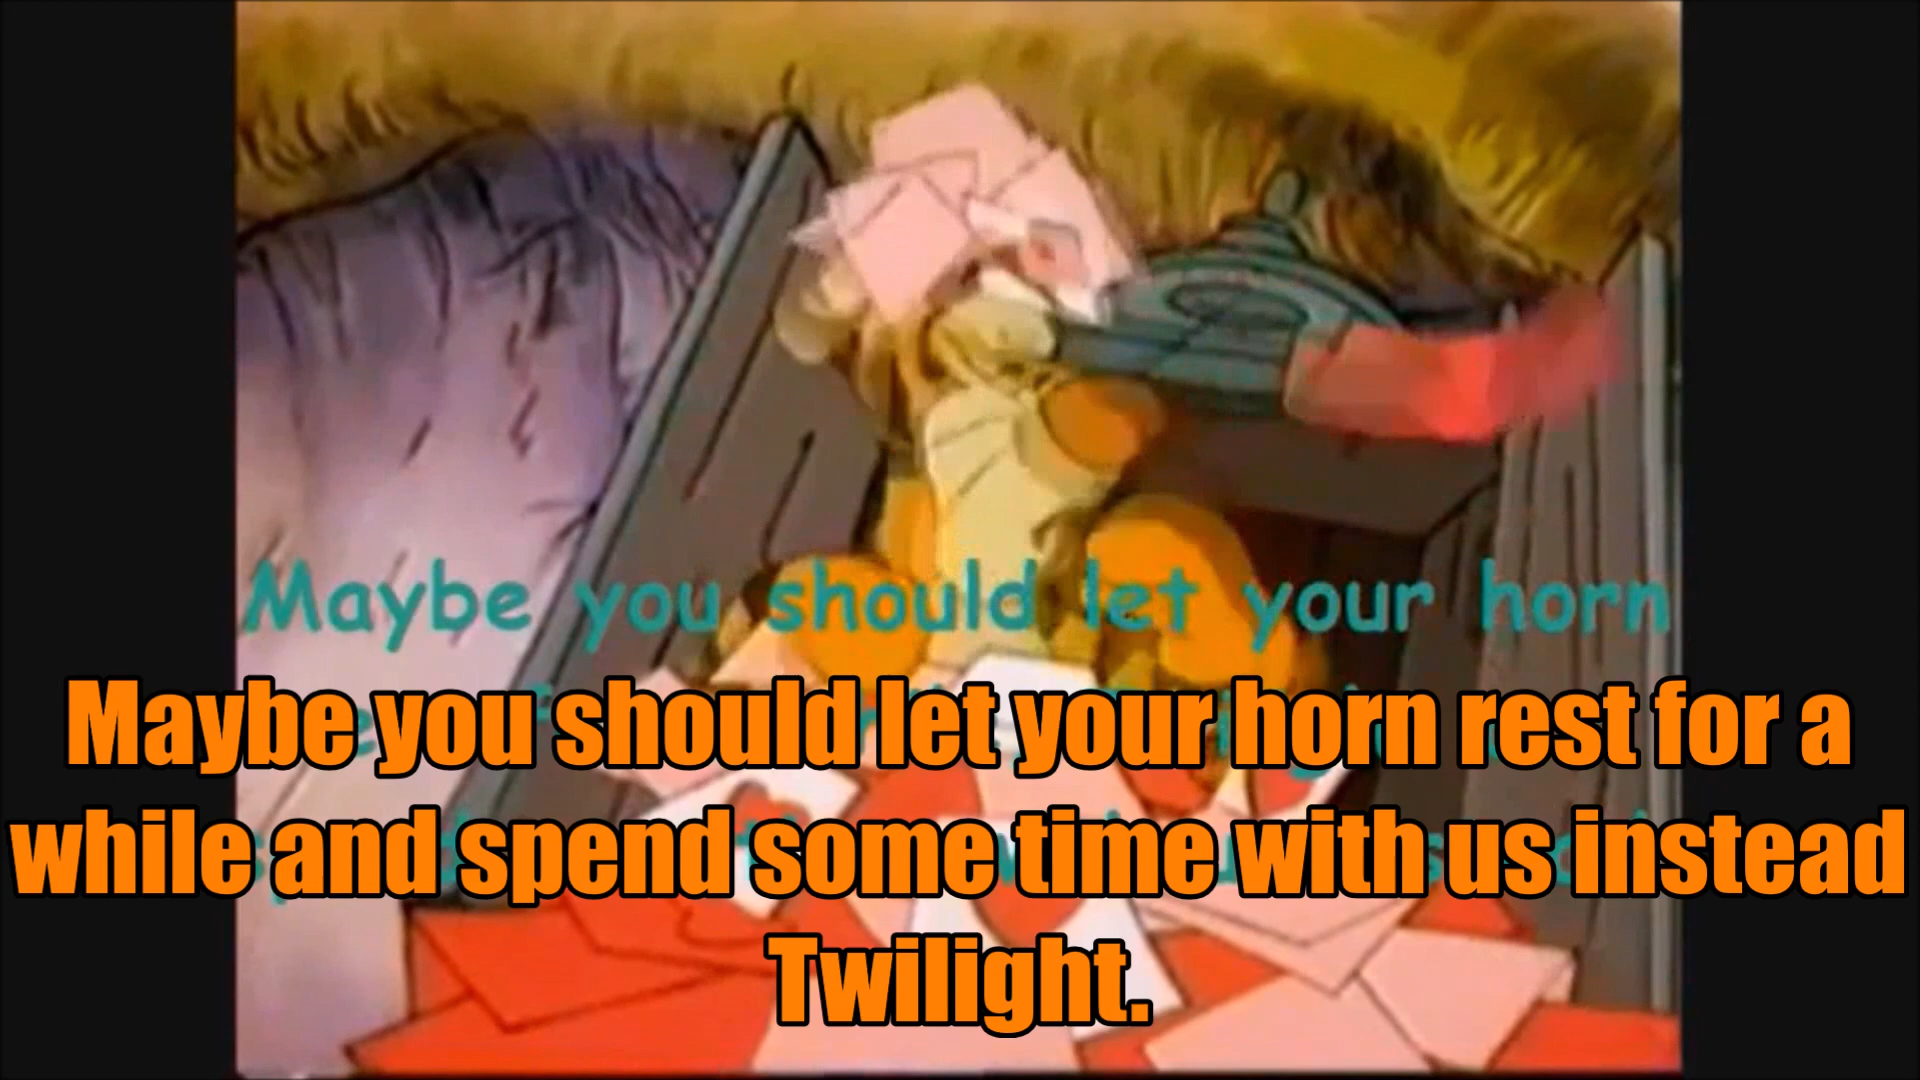 Maybe you should let your horn
Maybe you should let your horn rest for a
while and spend some time with us instead
Twilight.